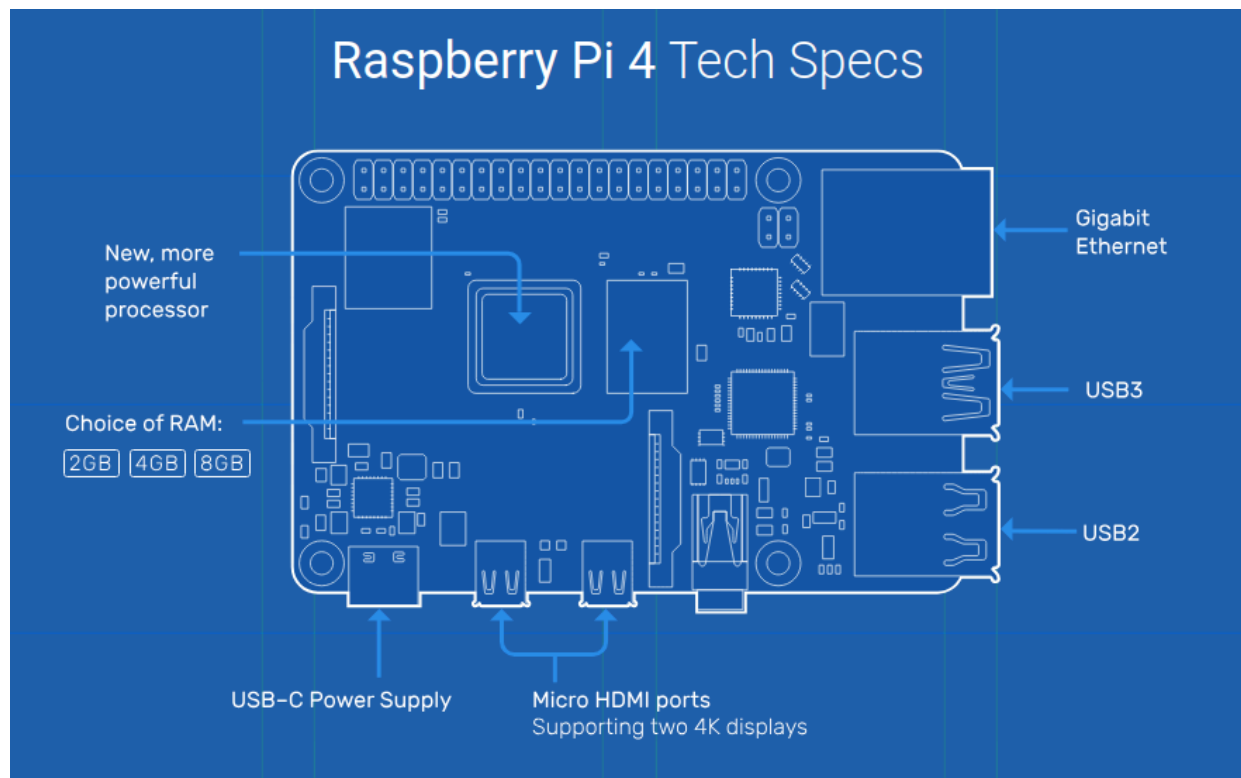 Raspberry Pi 4 Tech Specs
New, more
powerful
processor
Gigabit
Ethernet
Choice of RAM:
2GB 4GB 8GB
USB3
USB2
USB-C Power Supply
Micro HDMI ports
Supporting two 4K displays